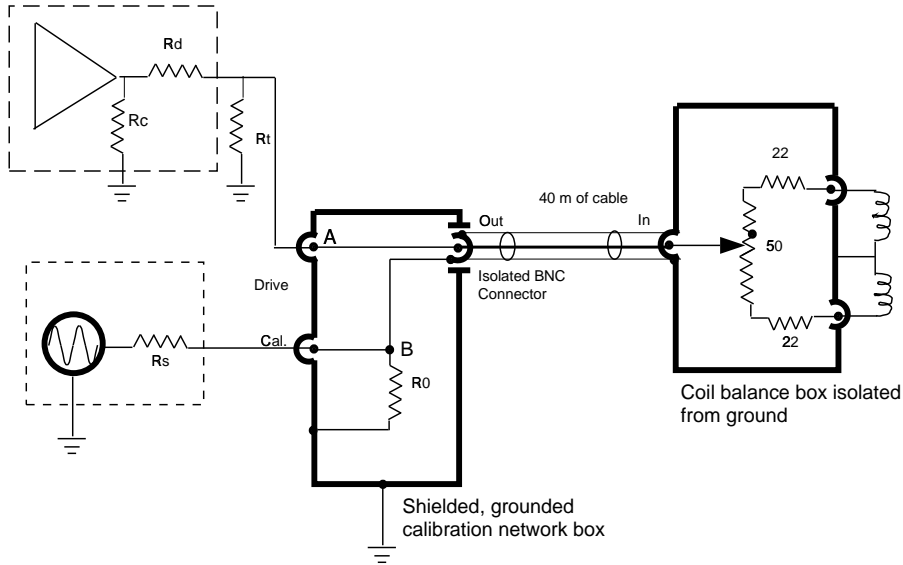 Rd
Rc
Rt
A
Out
40 m of cable
In
22
50
22
Drive
Isolated BNC
Connector
Cal.
B
Rs
R0
Coil balance box isolated
from ground
Shielded, grounded
calibration network box